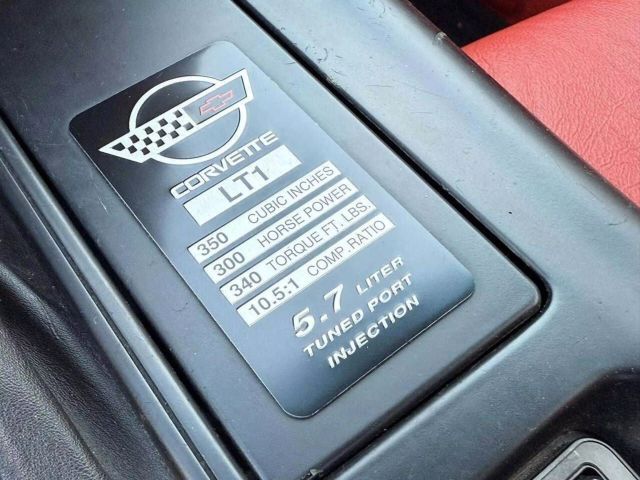 CORVETTE
LT1
350 CUBIC INCHES
300 HORSE POWER
340 TORQUE FT. LBS.
10.5:1 COMP. RATIO
5.7 LITER
TUNED PORT
INJECTION